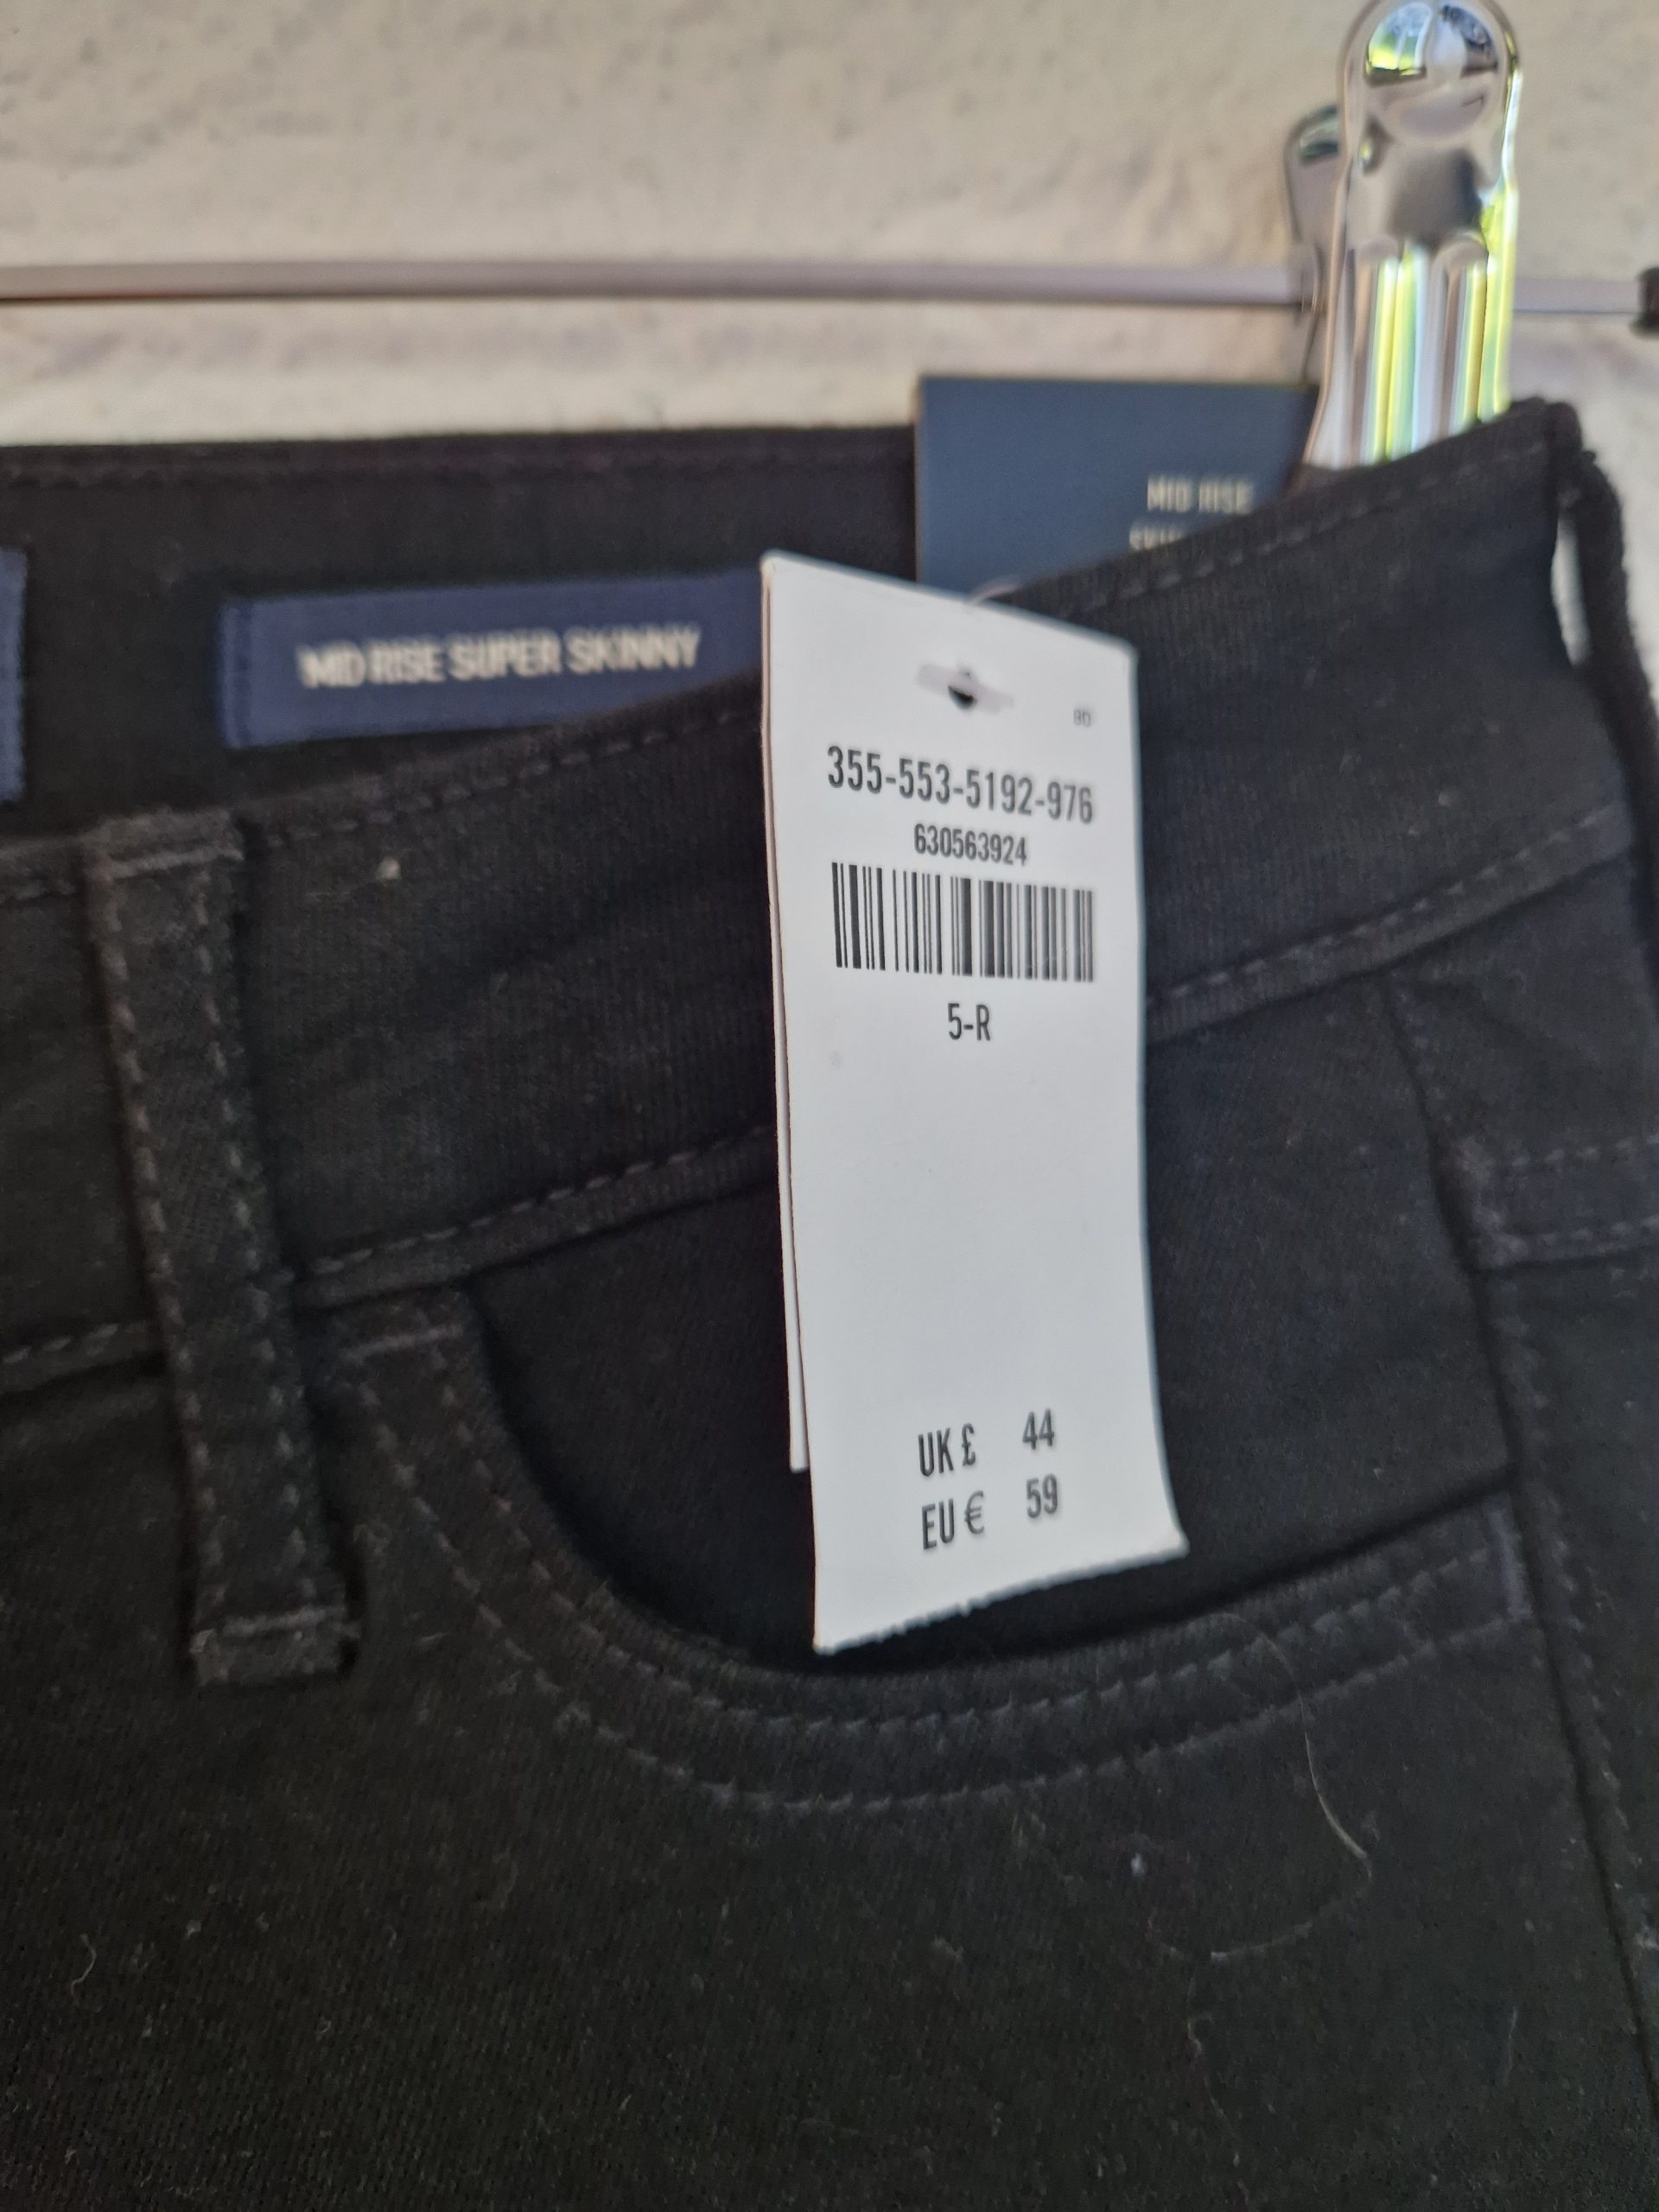 MID RISE
MID RISE SUPER SKINNY
355-553-5192-976
630563924
5-R
UK £ 44
EU € 59